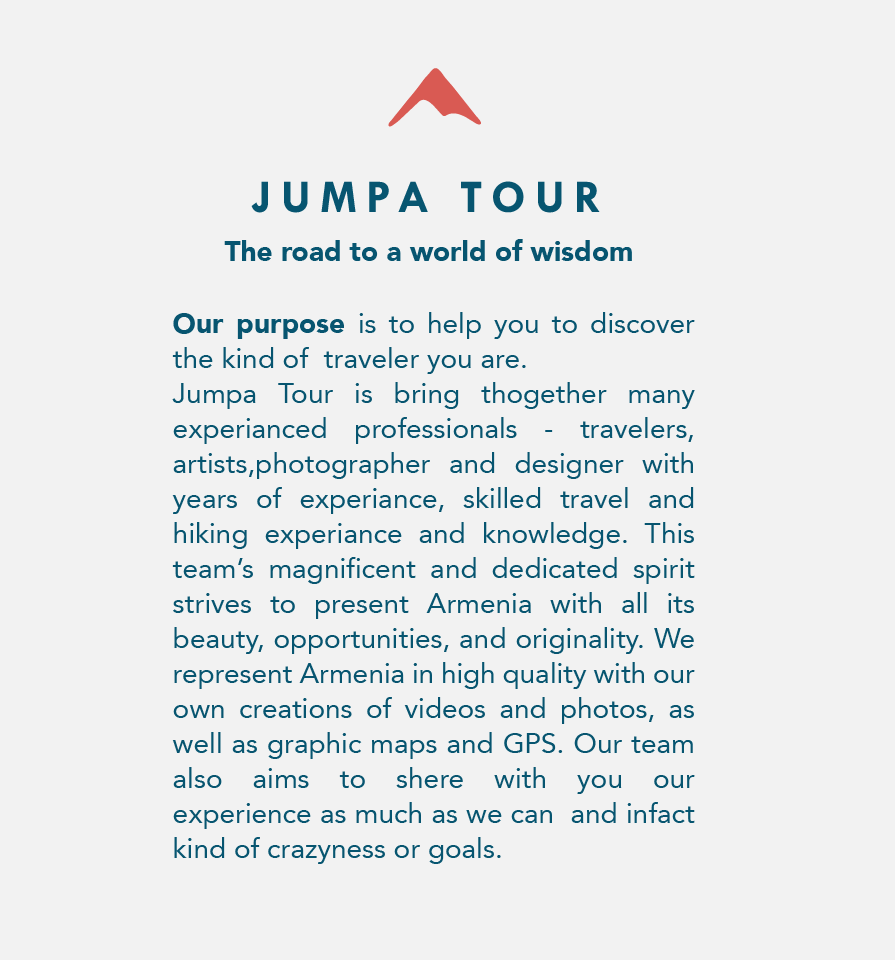 JUMPA TOUR
The road to a world of wisdom
Our purpose is to help you to discover
the kind of  traveler you are.
Jumpa Tour is bring thogether many
experianced professionals - travelers,
artists,photographer and designer with
years of experiance, skilled travel and
hiking experiance and knowledge. This
team’s magnificent and dedicated spirit
strives to present Armenia with all its
beauty, opportunities, and originality. We
represent Armenia in high quality with our
own creations of videos and photos, as
well as graphic maps and GPS. Our team
also aims to shere with you our
experience as much as we can  and infact
kind of crazyness or goals.